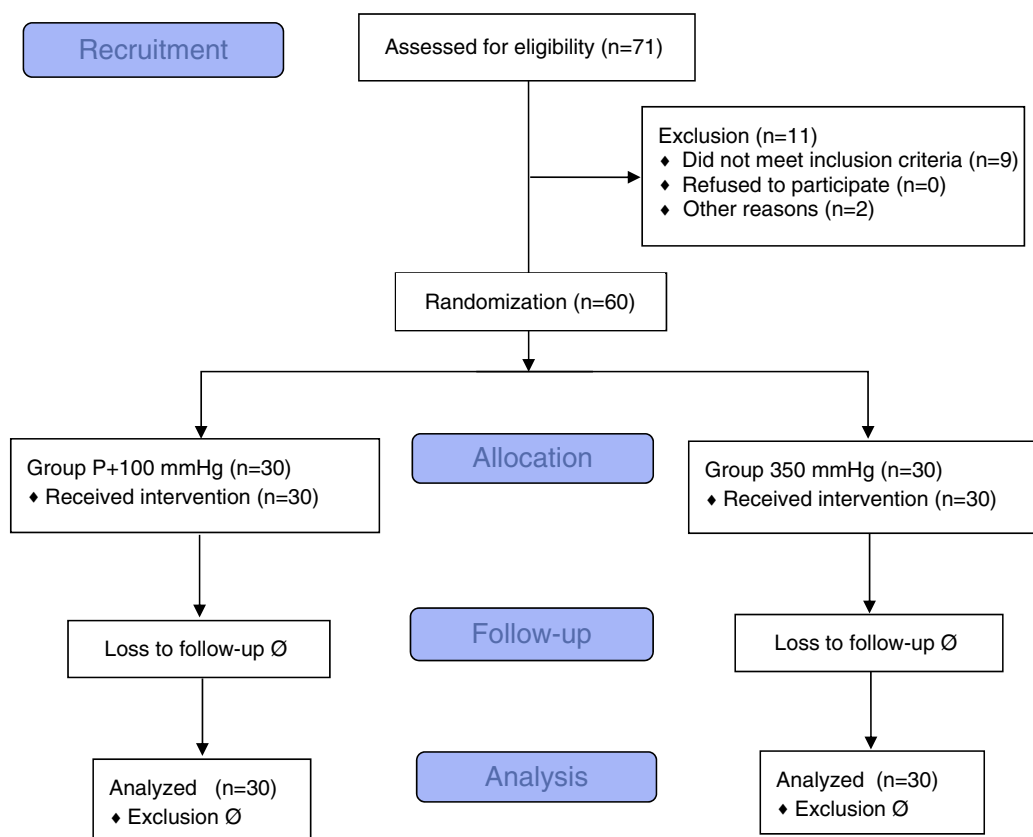 Recruitment
Assessed for eligibility (n=71)
Exclusion (n=11)
♦ Did not meet inclusion criteria (n=9)
♦ Refused to participate (n=0)
♦ Other reasons (n=2)
Randomization (n=60)
Allocation
Group P+100 mmHg (n=30)
♦ Received intervention (n=30)
Group 350 mmHg (n=30)
♦ Received intervention (n=30)
Follow-up
Loss to follow-up Ø
Loss to follow-up Ø
Analysis
Analyzed (n=30)
♦ Exclusion Ø
Analyzed (n=30)
♦ Exclusion Ø